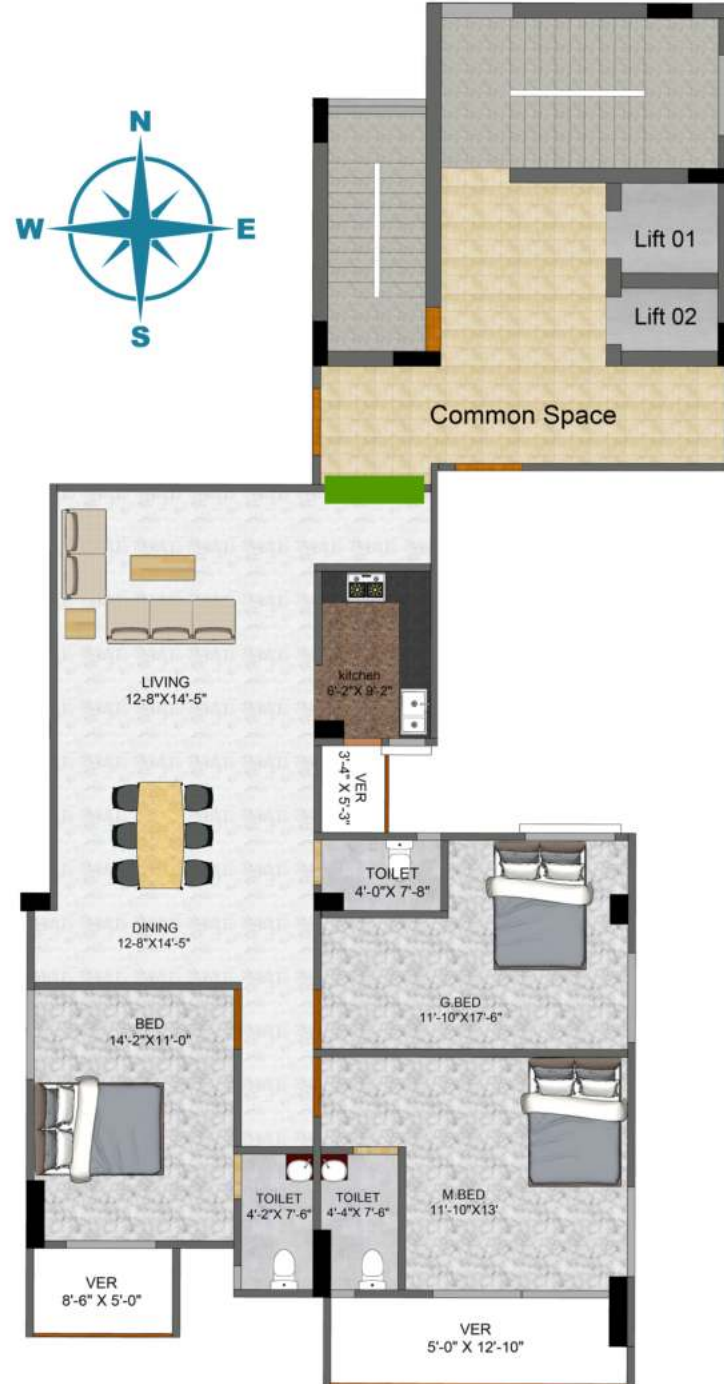 N
W
E
S
Lift 01
Lift 02
Common Space
LIVING
12-8"X14'-5"
kitchen
6'-2"X 9'-2"
VER
3'-4" X 5'-3"
TOILET
4'-0"X 7'-8"
DINING
12-8"X14'-5"
G.BED
11'-10"X17'-6"
BED
14'-2"X11'-0"
TOILET
4'-2"X 7'-6"
TOILET
4'-4"X 7'-6"
M.BED
11'-10"X13'
VER
8'-6" X 5'-0"
VER
5'-0" X 12'-10"